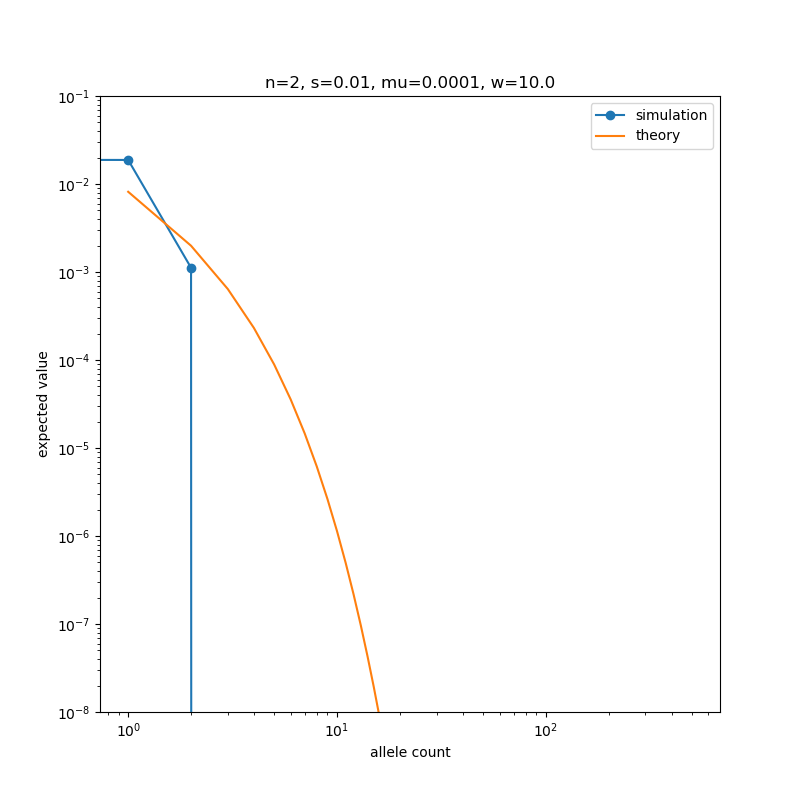 n=2, s=0.01, mu=0.0001, w=10.0
simulation
theory
expected value
10⁻¹
10⁻²
10⁻³
10⁻⁴
10⁻⁵
10⁻⁶
10⁻⁷
10⁻⁸
10⁰ 10¹ 10²
allele count